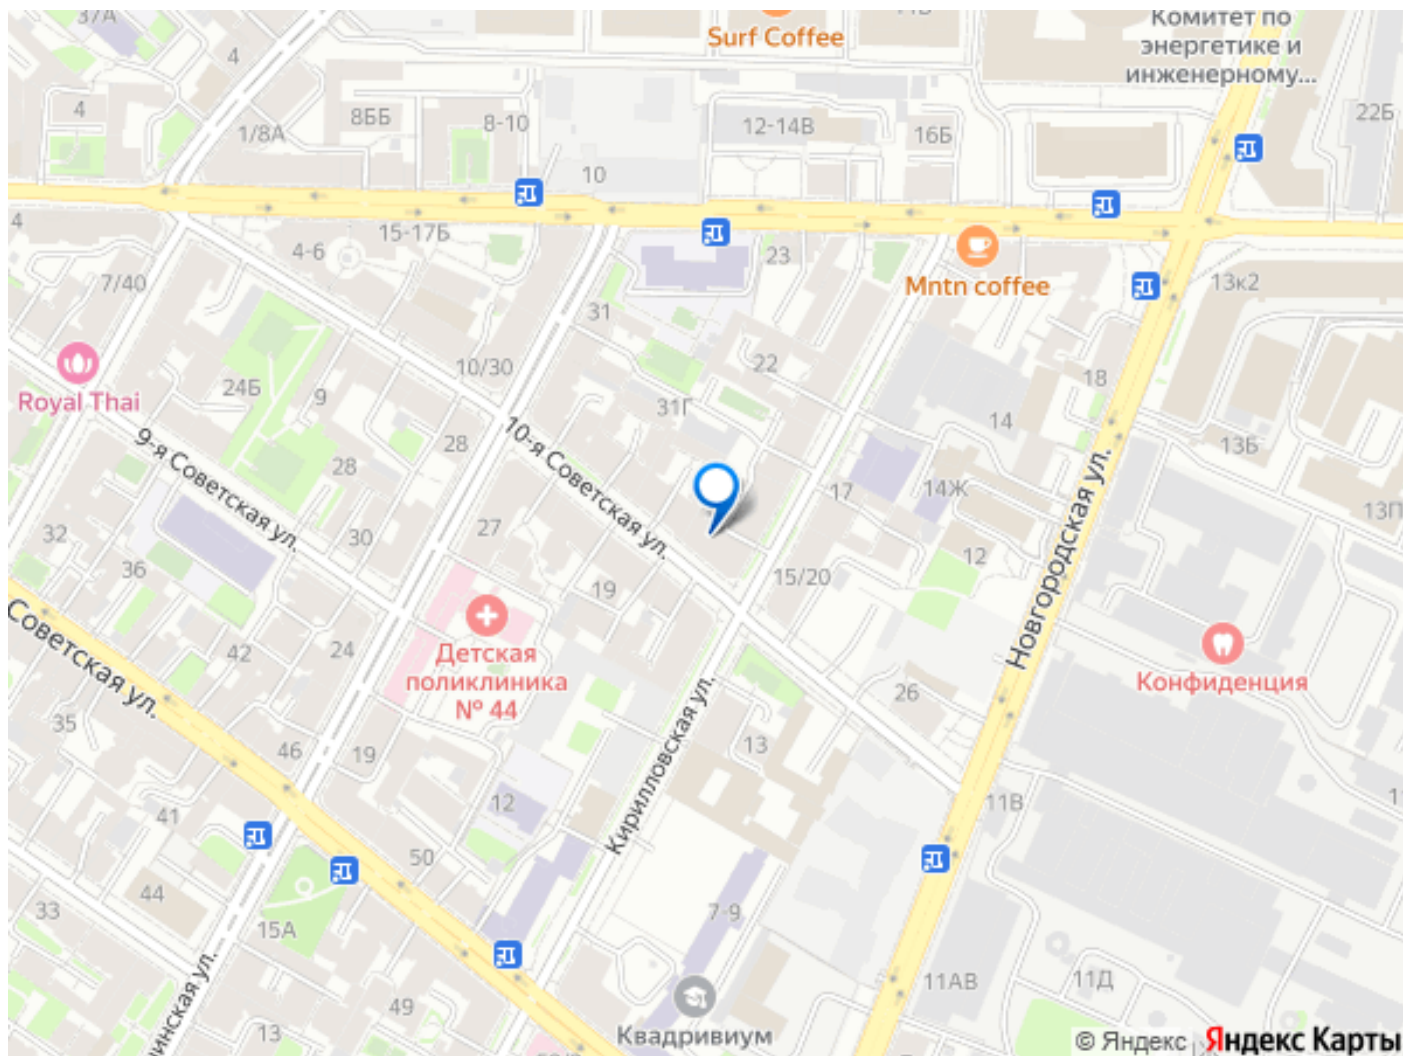 37А
Surf Coffee
Комитет по
энергетике и
инженерному...
4
4
8ББ
8-10
1/8А
12-14В
16Б
22Б
10
4
15-17Б
4-6
23
7/40
Mntn coffee
13к2
31
10/30
22
18
Royal Thai
24Б
9
31Г
14
9-я Советская ул.
10-я Советская ул.
28
28
13Б
17
14Ж
13П
32
30
27
12
36
19
15/20
Новгородская ул.
Советская ул.
42
24
Детская
поликлиника
№ 44
26
Конфиденция
35
46
19
13
Кирилловская ул.
12
11В
41
50
44
33
15А
7-9
11АВ
11Д
49
13
Квадривиум
© Яндекс
Яндекс Карты